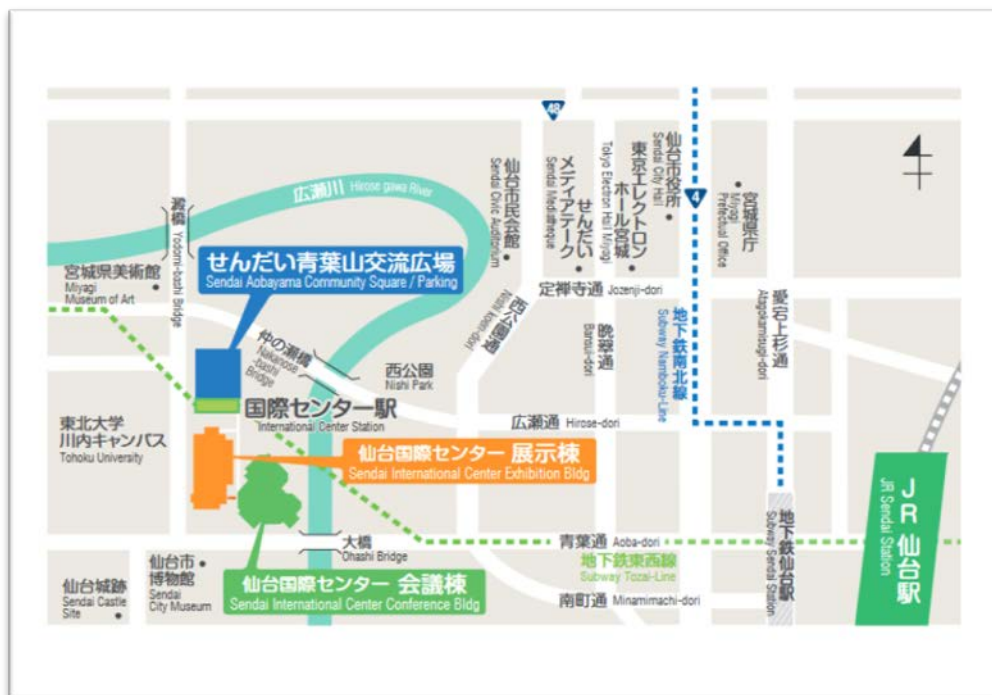 48
広瀬川 Hirose gawa River
澱橋
Yodomi-bashi Bridge
仙台市民会館
Sendai Civic Auditorium
せんだい
メディアテーク
Sendai Mediatheque
東京エレクトロン
ホール宮城
Tokyo Electron Hall Miyagi
仙台市役所
Sendai City Hall
4
宮城県庁
Miyagi
Prefectual Office
宮城県美術館
Miyagi
Museum of Art
せんだい青葉山交流広場
Sendai Aobayama Community Square / Parking
定禅寺通 Jozenji-dori
西公園通
Nishi koen-dori
晩翠通
Bansui-dori
地下鉄南北線
Subway Namboku-Line
愛宕上杉通
Atagokamisugi-dori
仲の瀬橋
Nakanose
-bashi
Bridge
西公園
Nishi Park
国際センター駅
International Center Station
広瀬通 Hirose-dori
東北大学
川内キャンパス
Tohoku University
仙台国際センター 展示棟
Sendai International Center Exhibition Bldg
JR 仙台駅
JR Sendai Station
地下鉄仙台駅
Subway Sendai Station
大橋
Ohashi Bridge
青葉通 Aoba-dori
地下鉄東西線
Subway Tozai-Line
仙台市
博物館
Sendai
City Museum
仙台城跡
Sendai Castle
Site
仙台国際センター 会議棟
Sendai International Center Conference Bldg
南町通 Minamimachi-dori